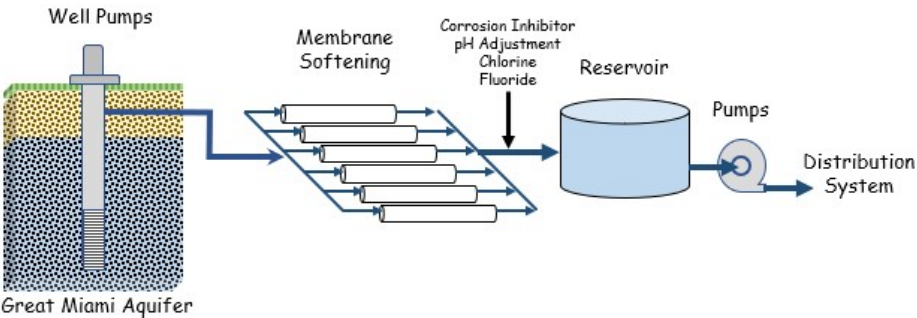 Well Pumps
Membrane
Softening
Corrosion Inhibitor
pH Adjustment
Chlorine
Fluoride
Reservoir
Pumps
Distribution
System
Great Miami Aquifer